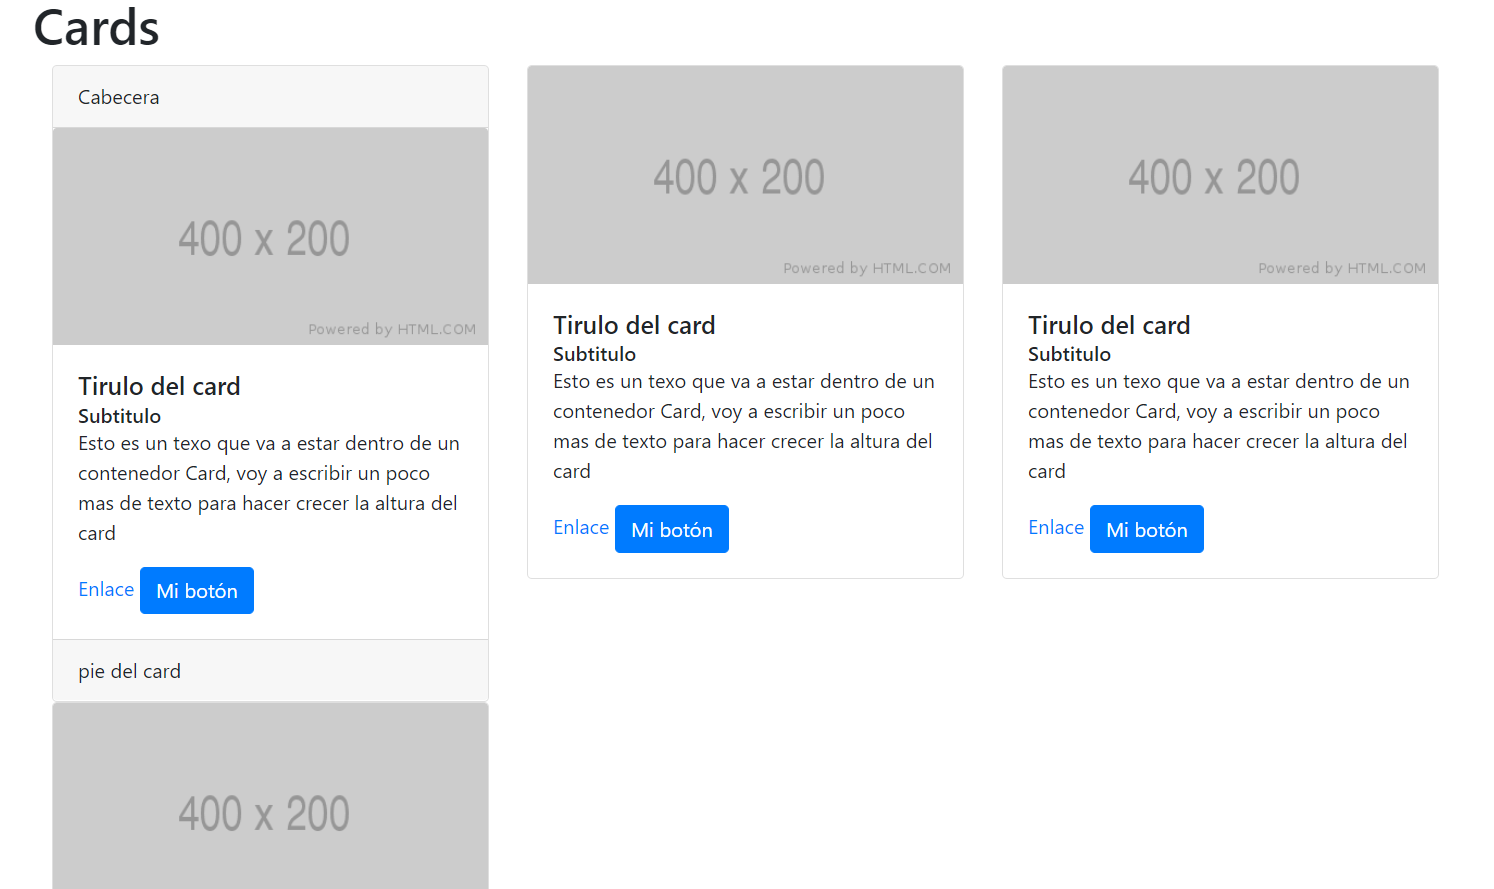 Cards
Cabecera
400 x 200
Powered by HTML.COM
Tirulo del card
Subtitulo
Esto es un texo que va a estar dentro de un
contenedor Card, voy a escribir un poco
mas de texto para hacer crecer la altura del
card
Enlace Mi botón
pie del card
400 x 200
400 x 200
Powered by HTML.COM
Tirulo del card
Subtitulo
Esto es un texo que va a estar dentro de un
contenedor Card, voy a escribir un poco
mas de texto para hacer crecer la altura del
card
Enlace Mi botón
400 x 200
Powered by HTML.COM
Tirulo del card
Subtitulo
Esto es un texo que va a estar dentro de un
contenedor Card, voy a escribir un poco
mas de texto para hacer crecer la altura del
card
Enlace Mi botón